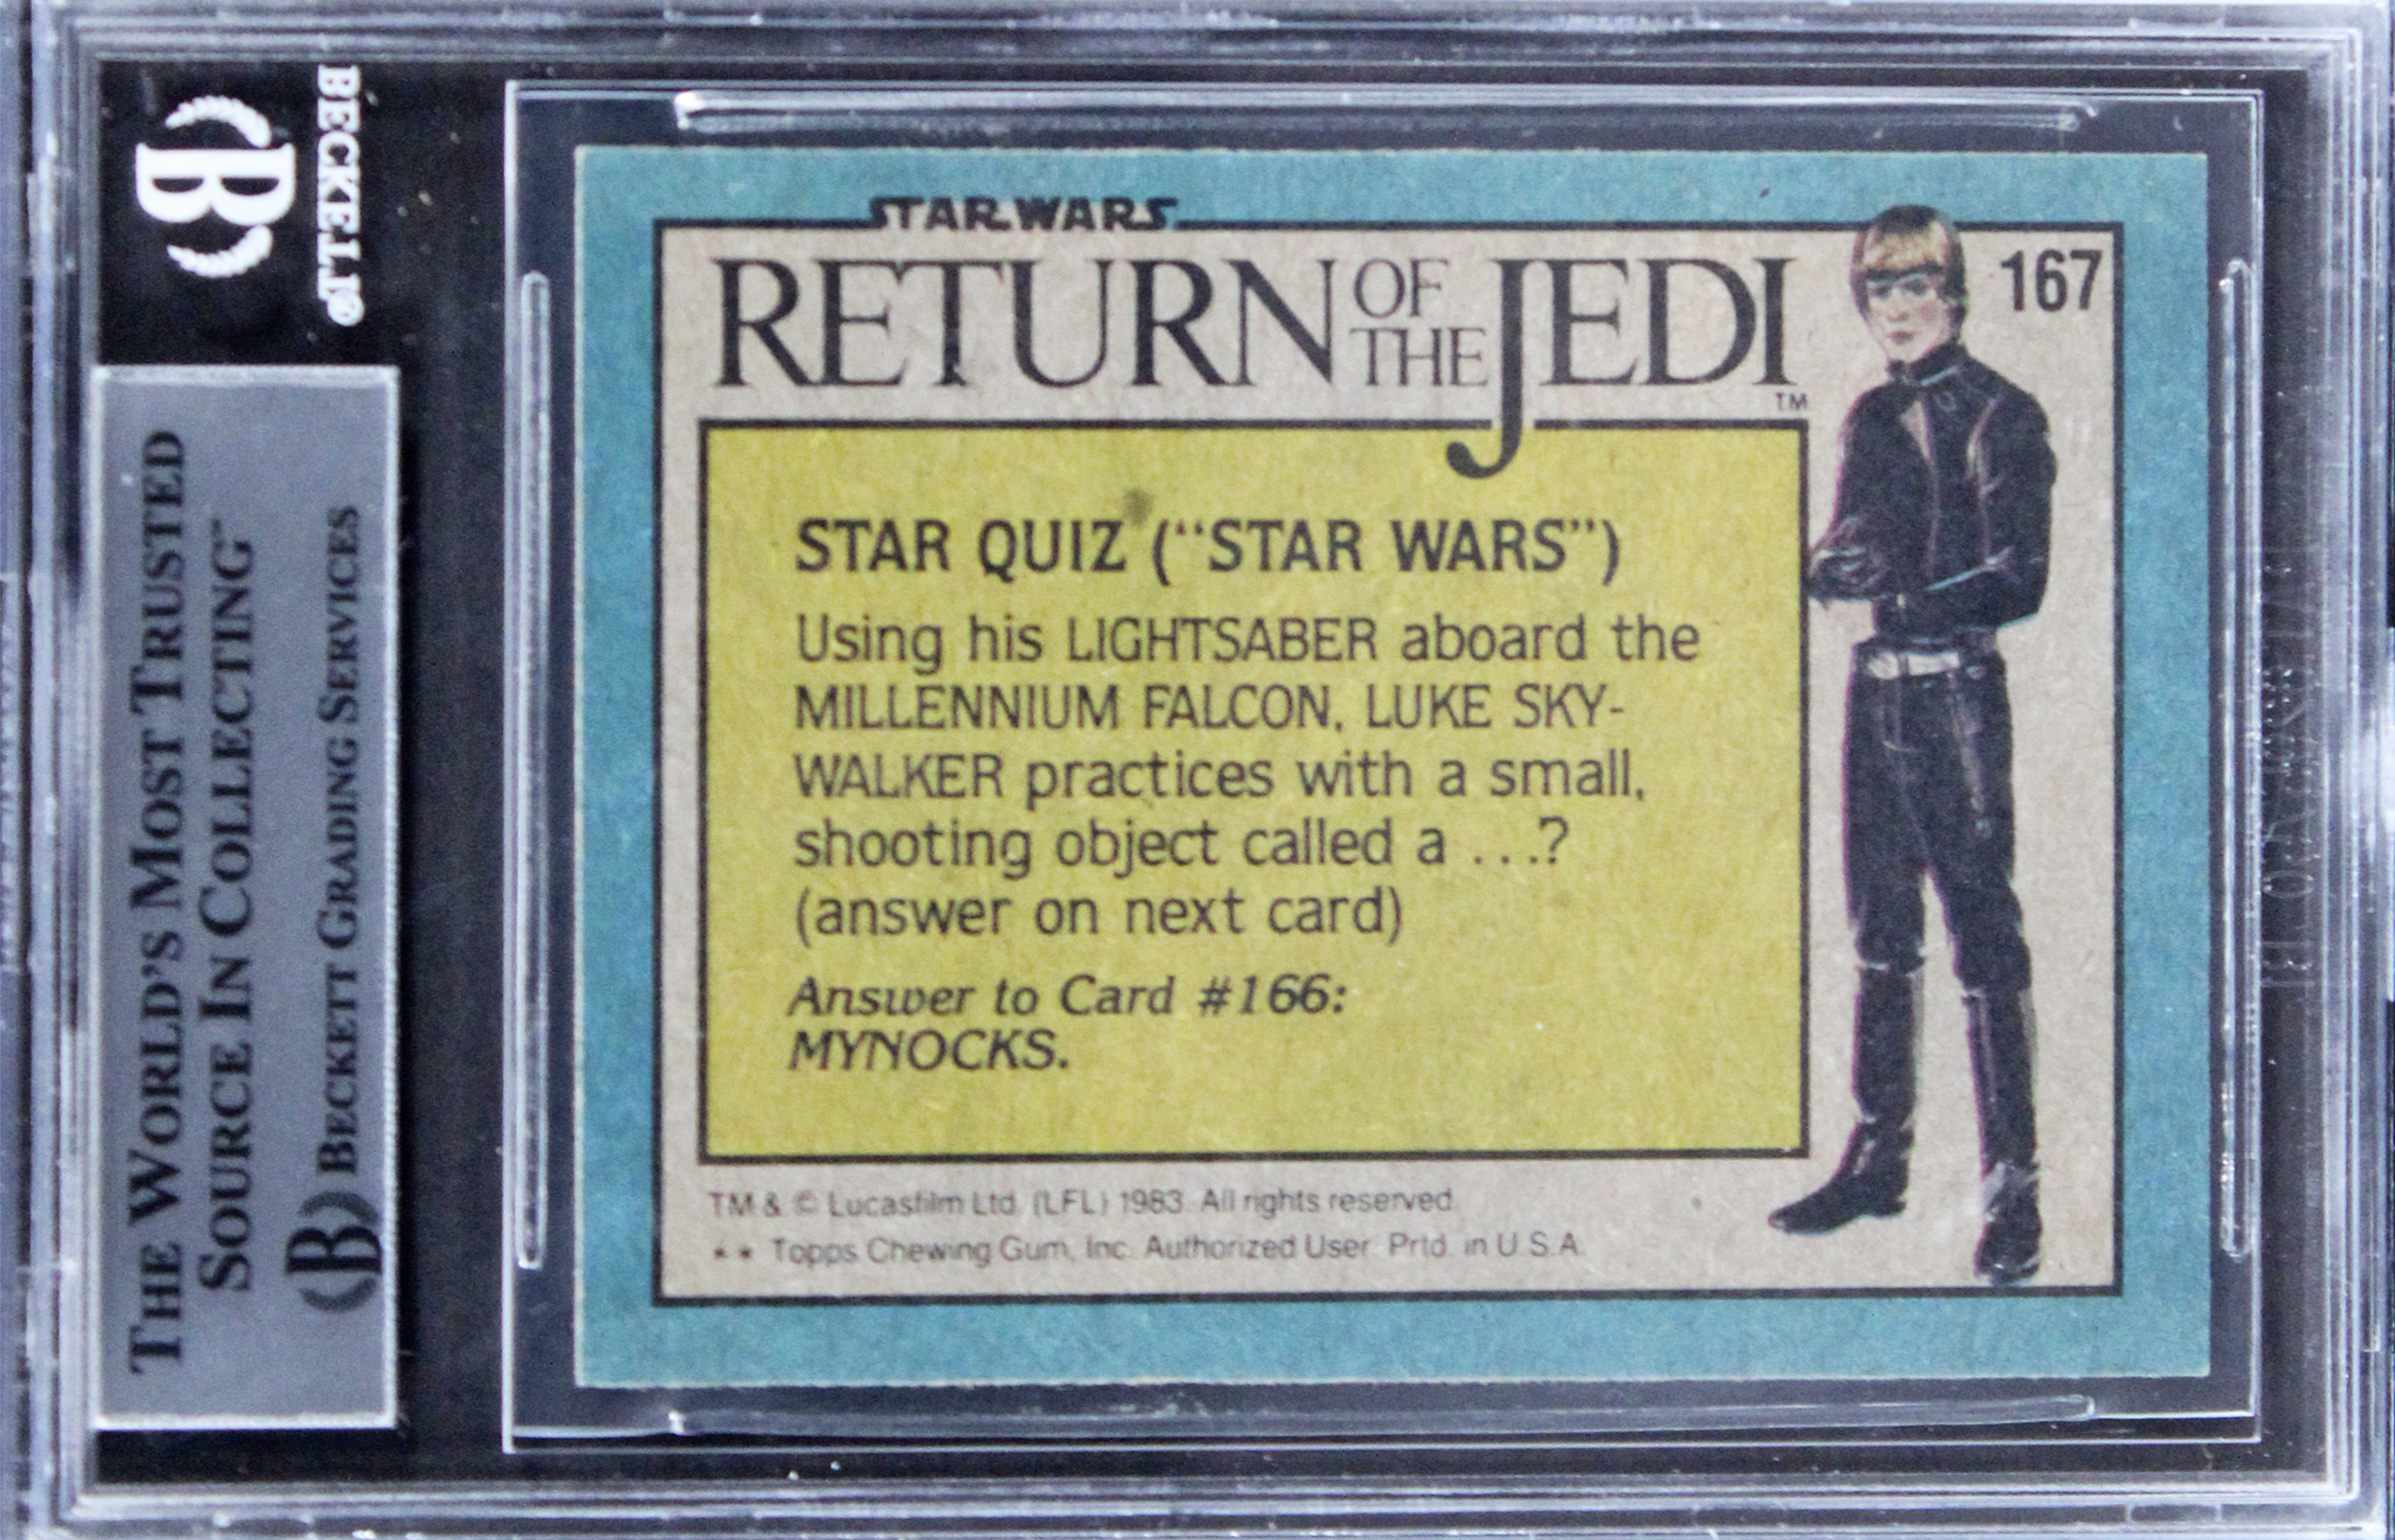 BECKETT®
B
THE WORLD'S MOST TRUSTED
SOURCE IN COLLECTING™
B BECKETT GRADING SERVICES
STAR WARS
RETURN OF THE JEDI
TM
167
STAR QUIZ (“STAR WARS”)
Using his LIGHTSABER aboard the
MILLENNIUM FALCON, LUKE SKY-
WALKER practices with a small,
shooting object called a ...?
(answer on next card)
Answer to Card #166:
MYNOCKS.
TM & © Lucasfilm Ltd. (LFL) 1983. All rights reserved.
** Topps Chewing Gum, Inc. Authorized User. Prtd. in U.S.A.